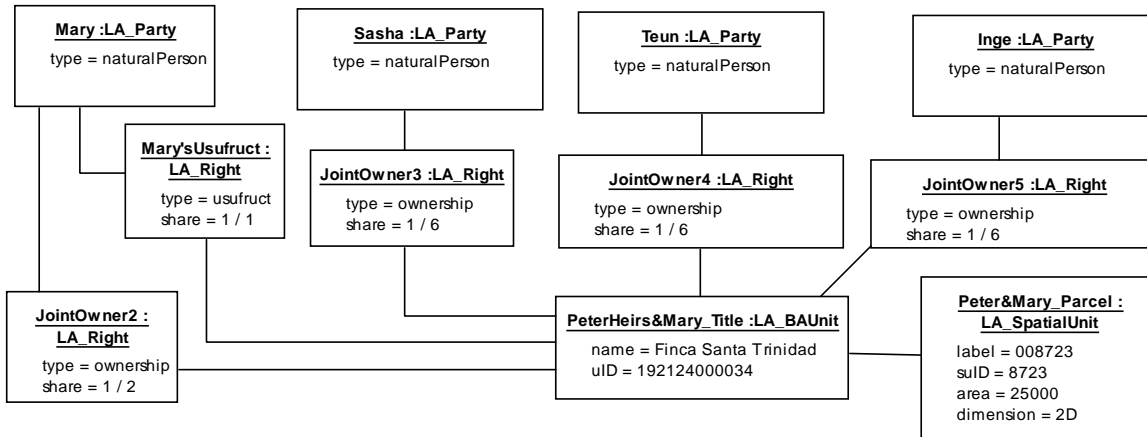 Mary :LA_Party
type = naturalPerson
Sasha :LA_Party
type = naturalPerson
Teun :LA_Party
type = naturalPerson
Inge :LA_Party
type = naturalPerson
Mary'sUsufruct :
LA_Right
type = usufruct
share = 1 / 1
JointOwner3 :LA_Right
type = ownership
share = 1 / 6
JointOwner4 :LA_Right
type = ownership
share = 1 / 6
JointOwner5 :LA_Right
type = ownership
share = 1 / 6
JointOwner2 :
LA_Right
type = ownership
share = 1 / 2
PeterHeirs&Mary_Title :LA_BAUnit
name = Finca Santa Trinidad
uID = 192124000034
Peter&Mary_Parcel :
LA_SpatialUnit
label = 008723
suID = 8723
area = 25000
dimension = 2D